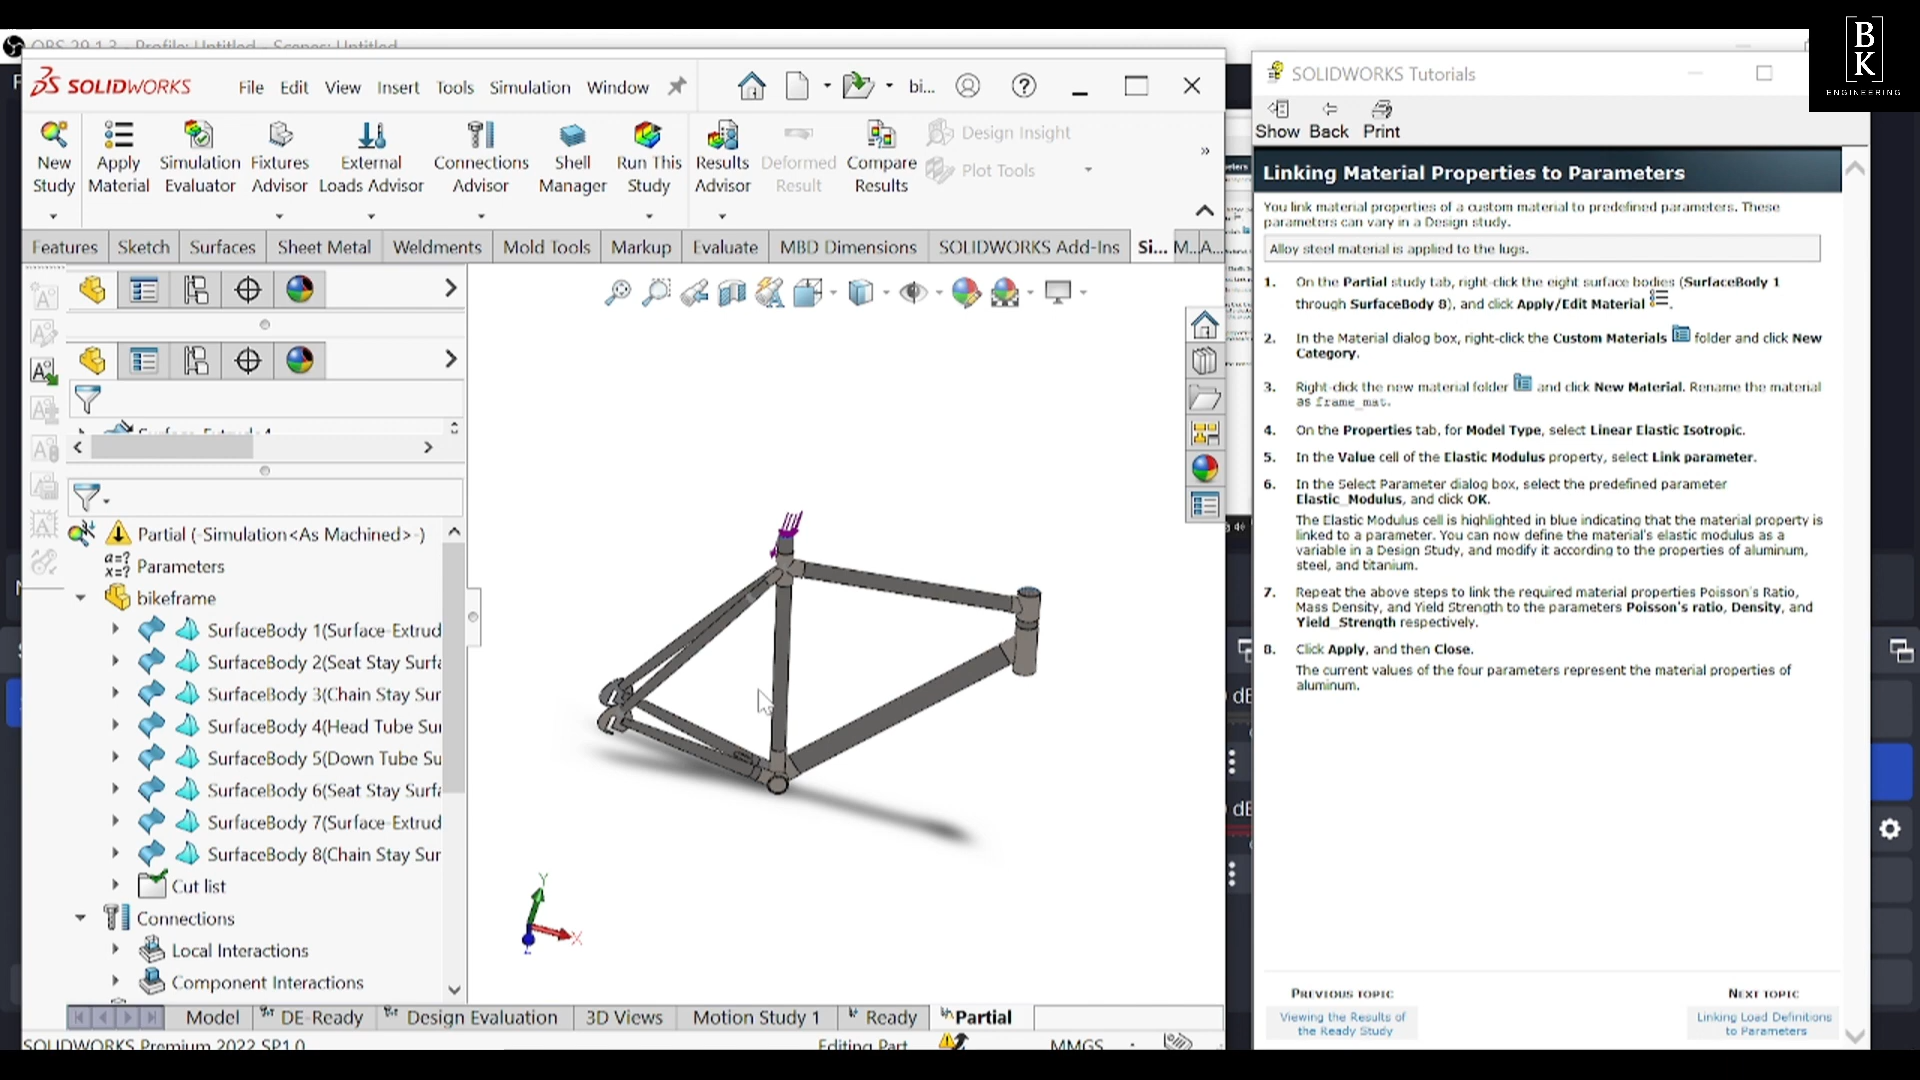 OBS 29.1.3 - Profile: Untitled - Scenes: Untitled
SOLIDWORKS
File Edit View Insert Tools Simulation Window
bi...
New Study
Apply Material
Simulation Evaluator
Fixtures Advisor
External Loads Advisor
Connections Advisor
Shell Manager
Run This Study
Results Advisor
Deformed Result
Compare Results
Design Insight
Plot Tools
Features Sketch Surfaces Sheet Metal Weldments Mold Tools Markup Evaluate MBD Dimensions SOLIDWORKS Add-Ins Si... M... A...
Partial (-Simulation<As Machined>-)
Parameters
bikeframe
SurfaceBody 1(Surface-Extrud
SurfaceBody 2(Seat Stay Surfa
SurfaceBody 3(Chain Stay Sur
SurfaceBody 4(Head Tube Sur
SurfaceBody 5(Down Tube Su
SurfaceBody 6(Seat Stay Surfa
SurfaceBody 7(Surface-Extrud
SurfaceBody 8(Chain Stay Sur
Cut list
Connections
Local Interactions
Component Interactions
Y
X
Z
Model DE-Ready Design Evaluation 3D Views Motion Study 1 Ready Partial
SOLIDWORKS Premium 2022 SP1.0
Editing Part
MMGS
SOLIDWORKS Tutorials
Show Back Print
Linking Material Properties to Parameters
You link material properties of a custom material to predefined parameters. These
parameters can vary in a Design study.
Alloy steel material is applied to the lugs.
1. On the Partial study tab, right-click the eight surface bodies (SurfaceBody 1
through SurfaceBody 8), and click Apply/Edit Material .
2. In the Material dialog box, right-click the Custom Materials folder and click New
Category.
3. Right-click the new material folder and click New Material. Rename the material
as frame_mat.
4. On the Properties tab, for Model Type, select Linear Elastic Isotropic.
5. In the Value cell of the Elastic Modulus property, select Link parameter.
6. In the Select Parameter dialog box, select the predefined parameter
Elastic_Modulus, and click OK.
The Elastic Modulus cell is highlighted in blue indicating that the material property is
linked to a parameter. You can now define the material's elastic modulus as a
variable in a Design Study, and modify it according to the properties of aluminum,
steel, and titanium.
7. Repeat the above steps to link the required material properties Poisson's Ratio,
Mass Density, and Yield Strength to the parameters Poisson's ratio, Density, and
Yield_Strength respectively.
8. Click Apply, and then Close.
The current values of the four parameters represent the material properties of
aluminum.
PREVIOUS TOPIC
Viewing the Results of
the Ready Study
NEXT TOPIC
Linking Load Definitions
to Parameters
B
K
ENGINEERING